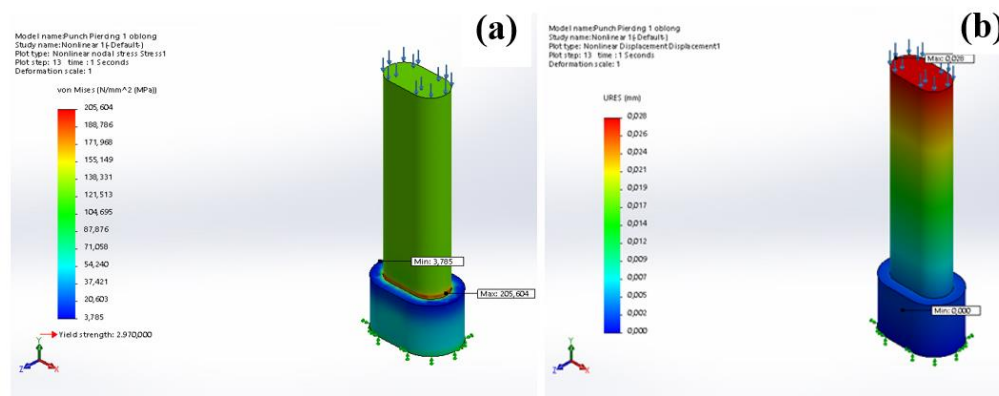 (a)
Model name:Punch Piercing 1 oblong
Study name:Nonlinear 1(-Default-)
Plot type: Nonlinear nodal stress Stress1
Plot step: 13 time : 1 Seconds
Deformation scale: 1
von Mises (N/mm^2 (MPa))
205,604
188,786
171,968
155,149
138,331
121,513
104,695
87,876
71,058
54,240
37,421
20,603
3,785
Yield strength: 2.970,000
Min: 3,785
Max: 205,604
Y
Z
X
(b)
Model name:Punch Piercing 1 oblong
Study name:Nonlinear 1(-Default-)
Plot type: Nonlinear Displacement Displacement1
Plot step: 13 time : 1 Seconds
Deformation scale: 1
URES (mm)
0,028
0,026
0,024
0,021
0,019
0,017
0,014
0,012
0,009
0,007
0,005
0,002
0,000
Max: 0,028
Min: 0,000
Y
Z
X